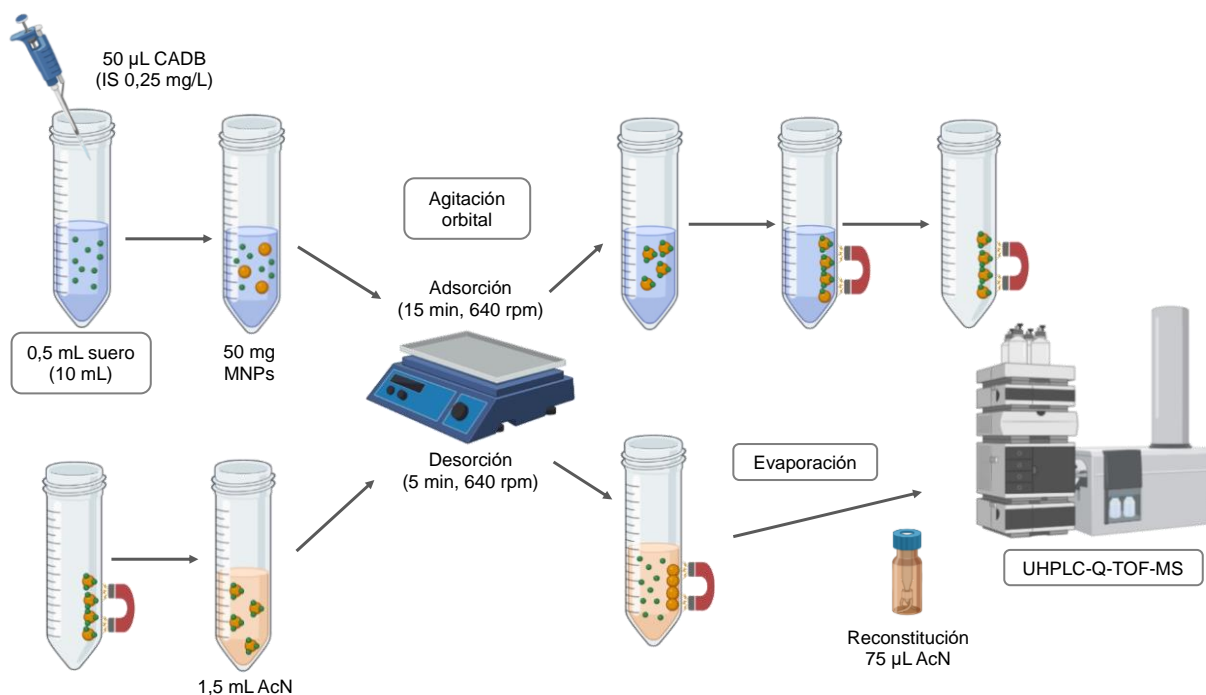 50 µL CADB
(IS 0,25 mg/L)
0,5 mL suero
(10 mL)
50 mg
MNPs
Agitación
orbital
Adsorción
(15 min, 640 rpm)
Desorción
(5 min, 640 rpm)
1,5 mL AcN
Evaporación
Reconstitución
75 µL AcN
UHPLC-Q-TOF-MS